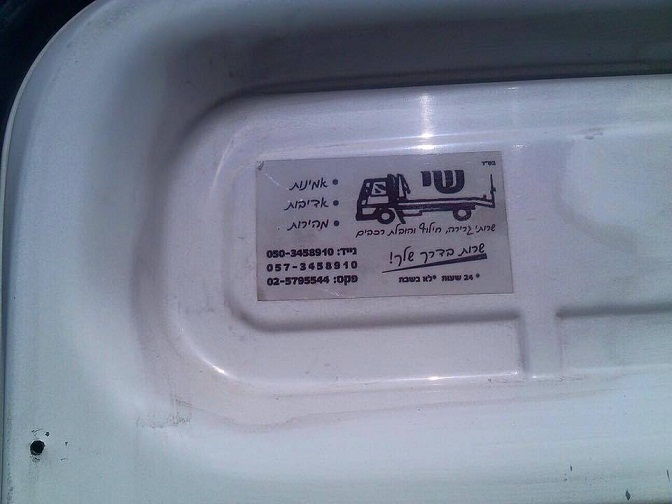 בס"ד
שי
שרותי גרירה, חילוץ והובלת רכבים
שרות בדרך שלך!
* 24 שעות *לא בשבת
• אמינות
• אדיבות
• מהירות
נייד: 050-3458910
057-3458910
פקס: 02-5795544